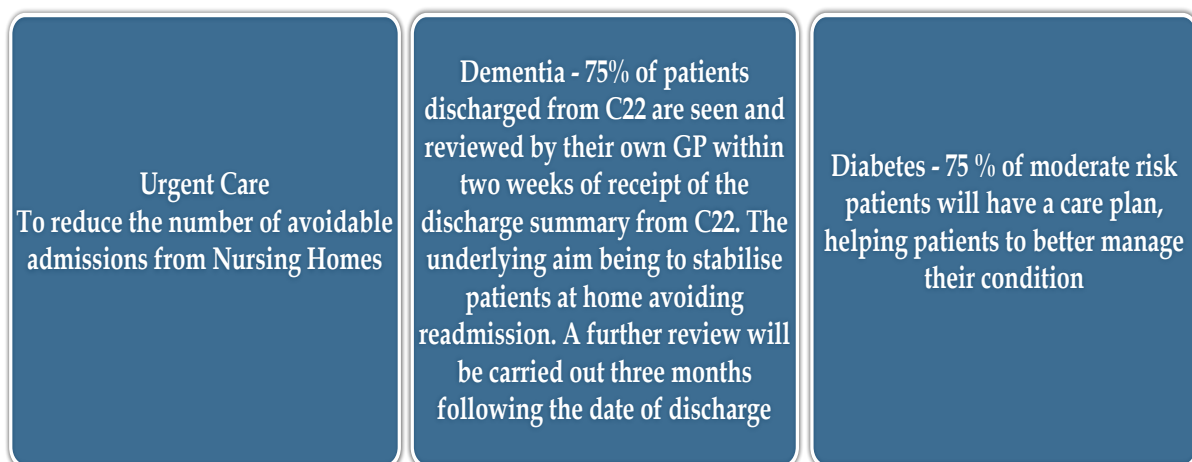 Urgent Care
To reduce the number of avoidable
admissions from Nursing Homes
Dementia - 75% of patients
discharged from C22 are seen and
reviewed by their own GP within
two weeks of receipt of the
discharge summary from C22. The
underlying aim being to stabilise
patients at home avoiding
readmission. A further review will
be carried out three months
following the date of discharge
Diabetes - 75 % of moderate risk
patients will have a care plan,
helping patients to better manage
their condition